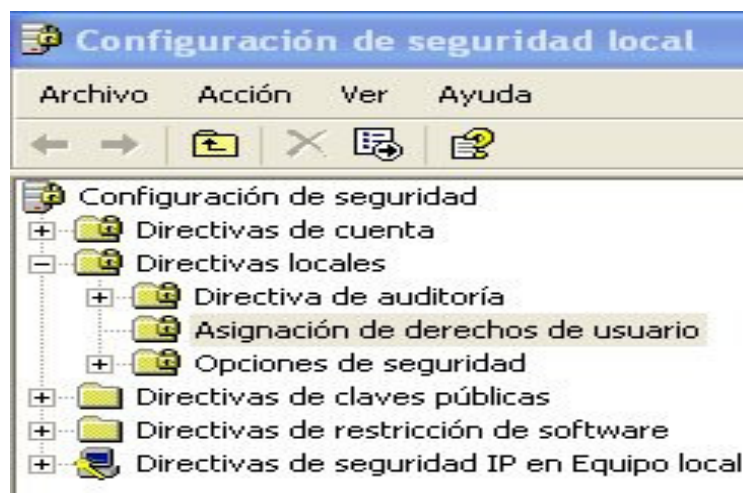 Configuración de seguridad local
Archivo Acción Ver Ayuda
Configuración de seguridad
Directivas de cuenta
Directivas locales
Directiva de auditoría
Asignación de derechos de usuario
Opciones de seguridad
Directivas de claves públicas
Directivas de restricción de software
Directivas de seguridad IP en Equipo local